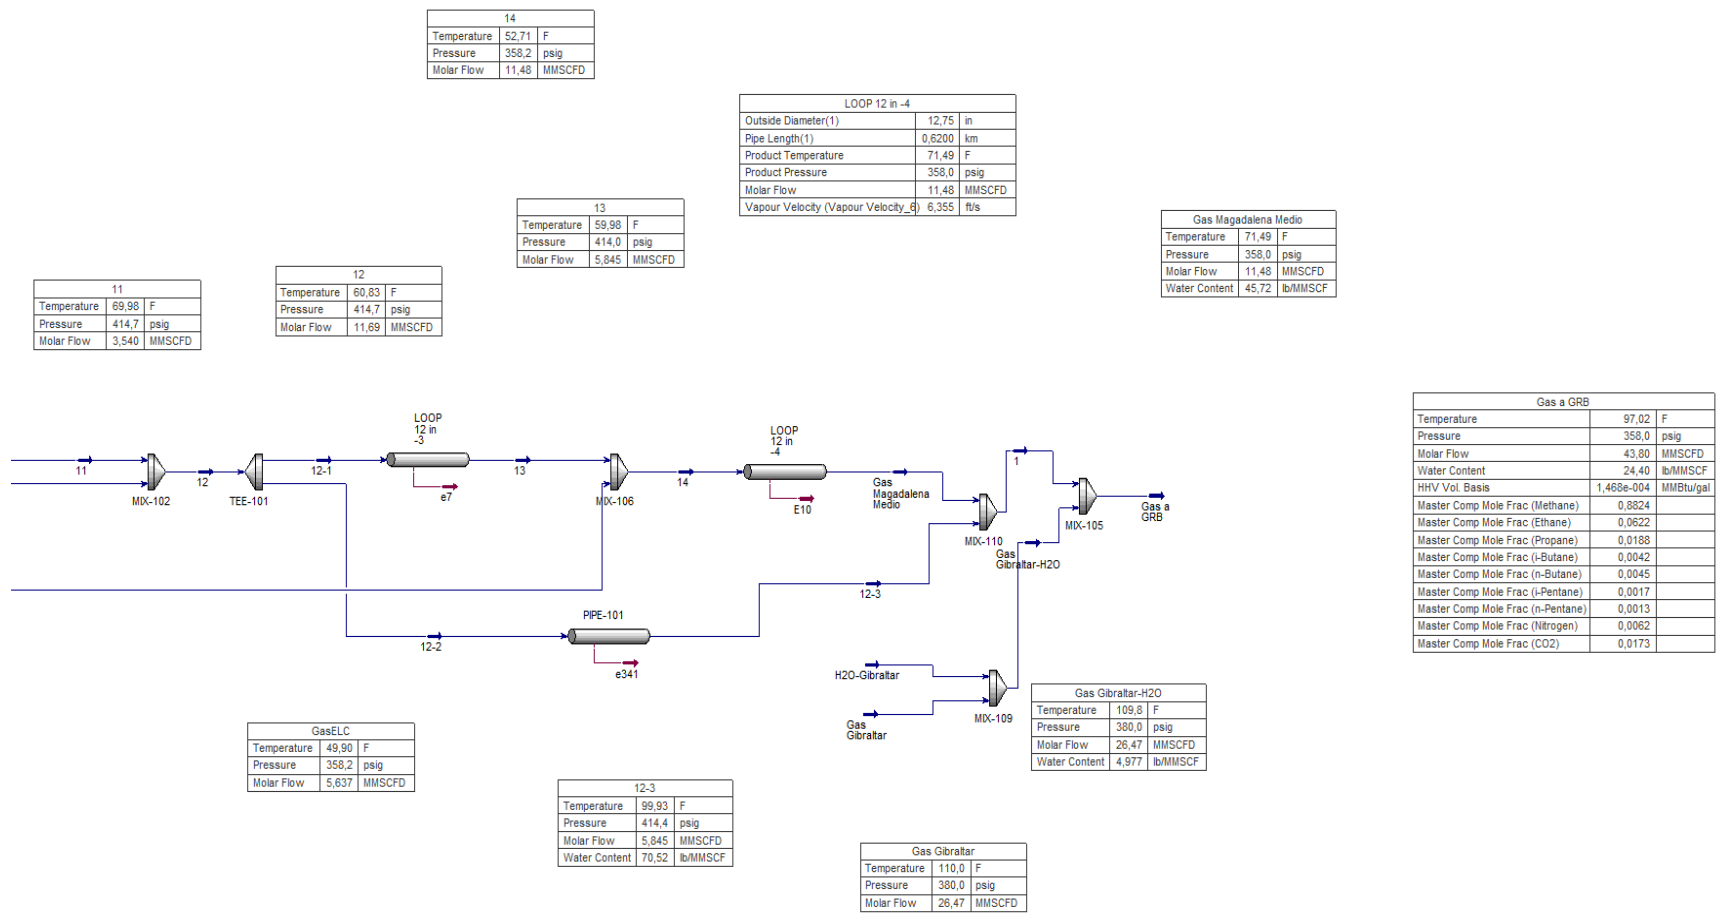 14
Temperature 52,71 F
Pressure 358,2 psig
Molar Flow 11,48 MMSCFD
LOOP 12 in -4
Outside Diameter(1) 12,75 in
Pipe Length(1) 0,6200 km
Product Temperature 71,49 F
Product Pressure 358,0 psig
Molar Flow 11,48 MMSCFD
Vapour Velocity (Vapour Velocity_6) 6,355 ft/s
13
Temperature 59,98 F
Pressure 414,0 psig
Molar Flow 5,845 MMSCFD
Gas Magadalena Medio
Temperature 71,49 F
Pressure 358,0 psig
Molar Flow 11,48 MMSCFD
Water Content 45,72 lb/MMSCF
12
Temperature 60,83 F
Pressure 414,7 psig
Molar Flow 11,69 MMSCFD
11
Temperature 69,98 F
Pressure 414,7 psig
Molar Flow 3,540 MMSCFD
Gas a GRB
Temperature 97,02 F
Pressure 358,0 psig
Molar Flow 43,80 MMSCFD
Water Content 24,40 lb/MMSCF
HHV Vol. Basis 1,468e-004 MMBtu/gal
Master Comp Mole Frac (Methane) 0,8824
Master Comp Mole Frac (Ethane) 0,0622
Master Comp Mole Frac (Propane) 0,0188
Master Comp Mole Frac (i-Butane) 0,0042
Master Comp Mole Frac (n-Butane) 0,0045
Master Comp Mole Frac (i-Pentane) 0,0017
Master Comp Mole Frac (n-Pentane) 0,0013
Master Comp Mole Frac (Nitrogen) 0,0062
Master Comp Mole Frac (CO2) 0,0173
11
MIX-102
12
TEE-101
12-1
LOOP
12 in
-3
e7
13
MIX-106
14
LOOP
12 in
-4
E10
Gas
Magadalena
Medio
MIX-110
1
MIX-105
Gas a
GRB
Gas
Gibraltar-H2O
12-3
PIPE-101
12-2
e341
H2O-Gibraltar
Gas
Gibraltar
MIX-109
Gas Gibraltar-H2O
Temperature 109,8 F
Pressure 380,0 psig
Molar Flow 26,47 MMSCFD
Water Content 4,977 lb/MMSCF
GasELC
Temperature 49,90 F
Pressure 358,2 psig
Molar Flow 5,637 MMSCFD
12-3
Temperature 99,93 F
Pressure 414,4 psig
Molar Flow 5,845 MMSCFD
Water Content 70,52 lb/MMSCF
Gas Gibraltar
Temperature 110,0 F
Pressure 380,0 psig
Molar Flow 26,47 MMSCFD